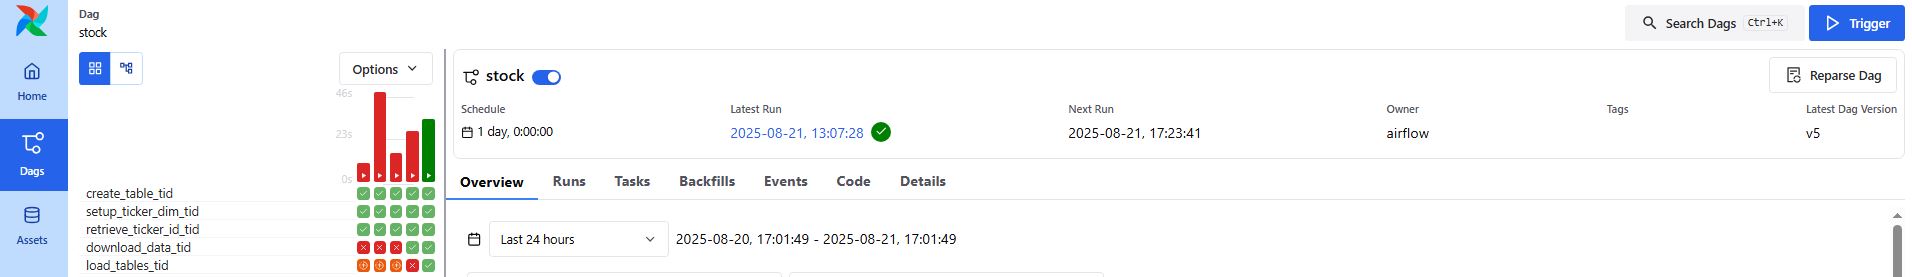 Dag
stock
Search Dags Ctrl+K
Trigger
Home
Dags
Assets
Options
46s
23s
0s
create_table_tid
setup_ticker_dim_tid
retrieve_ticker_id_tid
download_data_tid
load_tables_tid
stock
Reparse Dag
Schedule Latest Run Next Run Owner Tags Latest Dag Version
1 day, 0:00:00 2025-08-21, 13:07:28 2025-08-21, 17:23:41 airflow v5
Overview Runs Tasks Backfills Events Code Details
Last 24 hours 2025-08-20, 17:01:49 - 2025-08-21, 17:01:49